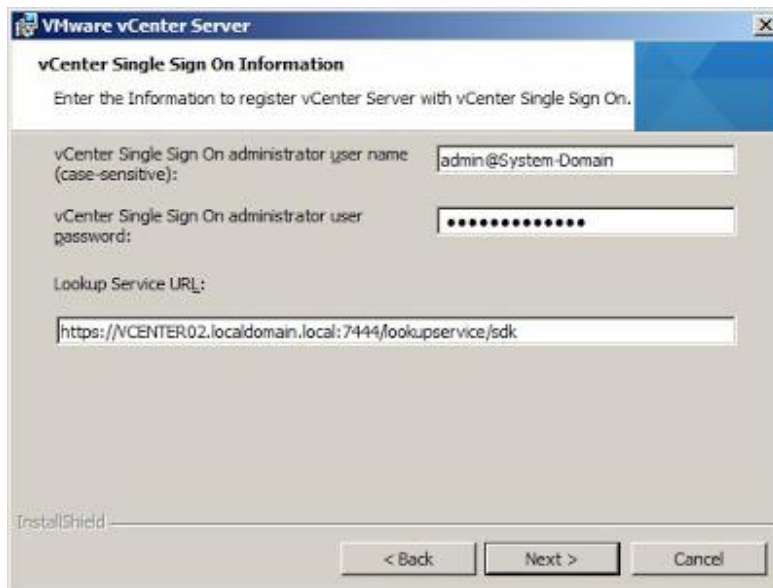 VMware vCenter Server
vCenter Single Sign On Information
Enter the Information to register vCenter Server with vCenter Single Sign On.
vCenter Single Sign On administrator user name
(case-sensitive):
admin@System-Domain
vCenter Single Sign On administrator user
password:
•••••••••••••
Lookup Service URL:
https://VCENTER02.localdomain.local:7444/lookupservice/sdk
InstallShield
< Back
Next >
Cancel